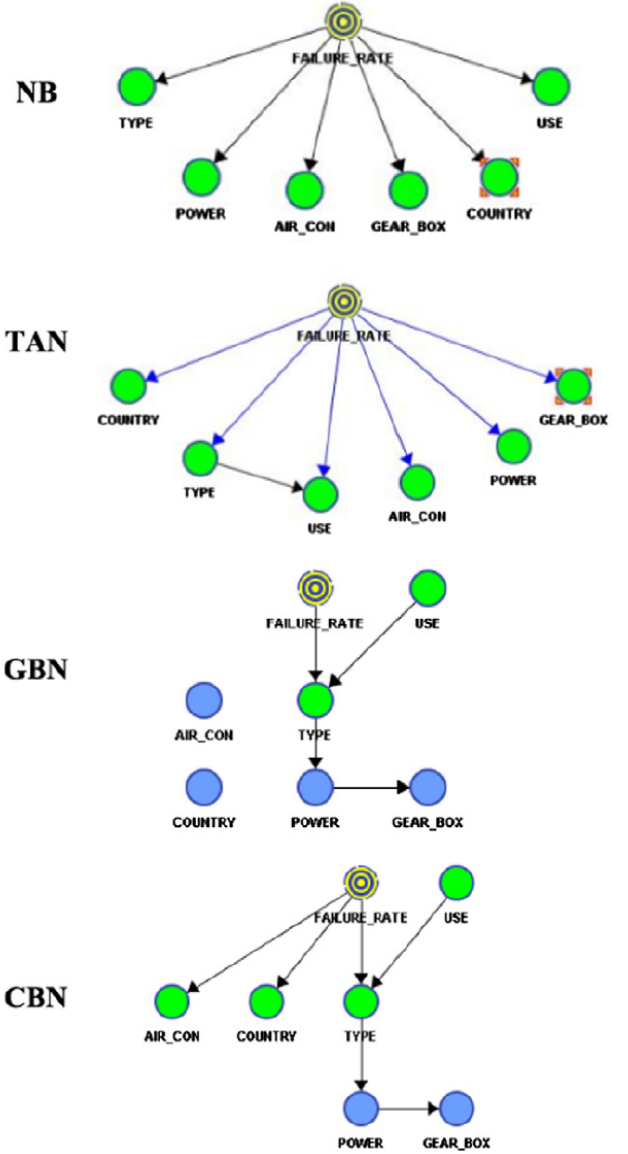 FAILURE_RATE
NB
TYPE
USE
POWER
AIR_CON
GEAR_BOX
COUNTRY
TAN
FAILURE_RATE
COUNTRY
GEAR_BOX
TYPE
POWER
USE
AIR_CON
FAILURE_RATE
USE
GBN
AIR_CON
TYPE
COUNTRY
POWER
GEAR_BOX
FAILURE_RATE
USE
CBN
AIR_CON
COUNTRY
TYPE
POWER
GEAR_BOX